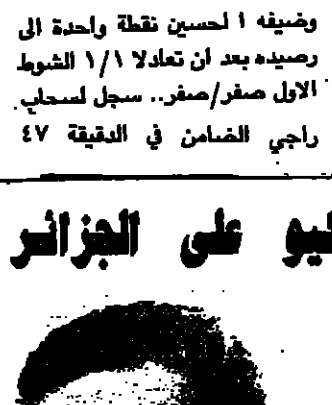 وضيفه ا لحسين نقطة واحدة الى
رصيده بعد ان تعادلا ١/١ الشوط
الاول صفر/صفر.. سجل لسحاب
راجي الضامن في الدقيقة ٤٧
ليو على الجزائر